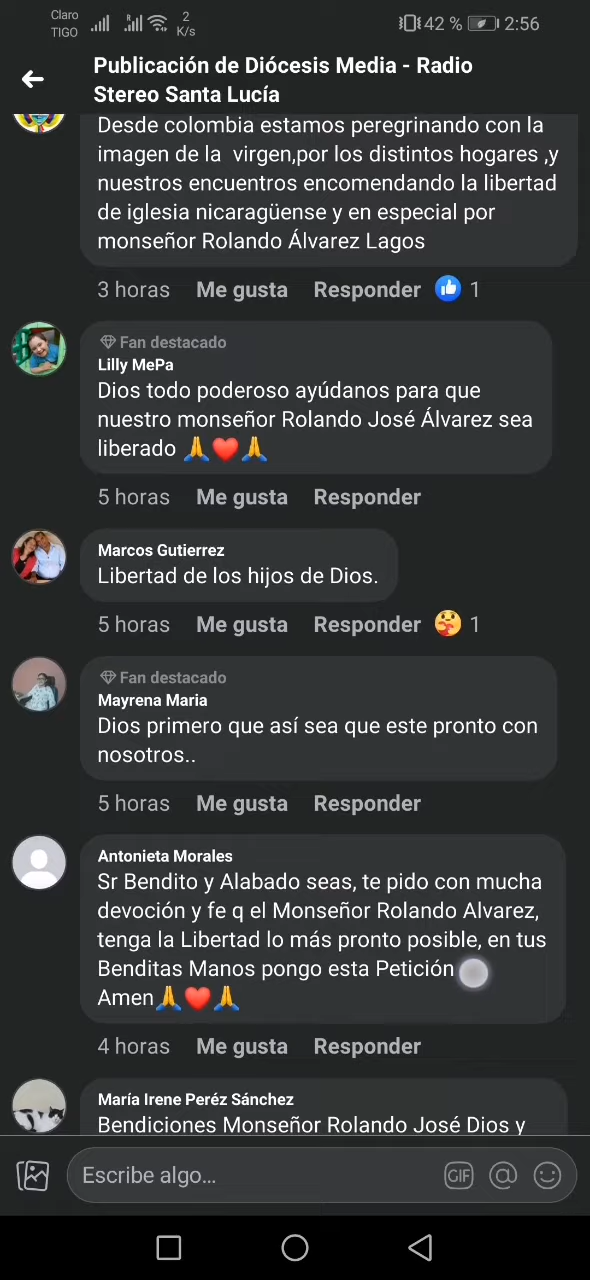 Claro
TIGO
2
K/s
42 %
2:56
Publicación de Diócesis Media - Radio
Stereo Santa Lucía
Desde colombia estamos peregrinando con la
imagen de la  virgen,por los distintos hogares ,y
nuestros encuentros encomendando la libertad
de iglesia nicaragüense y en especial por
monseñor Rolando Álvarez Lagos
3 horas Me gusta Responder 1
Fan destacado
Lilly MePa
Dios todo poderoso ayúdanos para que
nuestro monseñor Rolando José Álvarez sea
liberado 🙏❤️🙏
5 horas Me gusta Responder
Marcos Gutierrez
Libertad de los hijos de Dios.
5 horas Me gusta Responder 1
Fan destacado
Mayrena Maria
Dios primero que así sea que este pronto con
nosotros..
5 horas Me gusta Responder
Antonieta Morales
Sr Bendito y Alabado seas, te pido con mucha
devoción y fe q el Monseñor Rolando Alvarez,
tenga la Libertad lo más pronto posible, en tus
Benditas Manos pongo esta Petición
Amen🙏❤️🙏
4 horas Me gusta Responder
María Irene Peréz Sánchez
Bendiciones Monseñor Rolando José Dios y
Escribe algo...
GIF